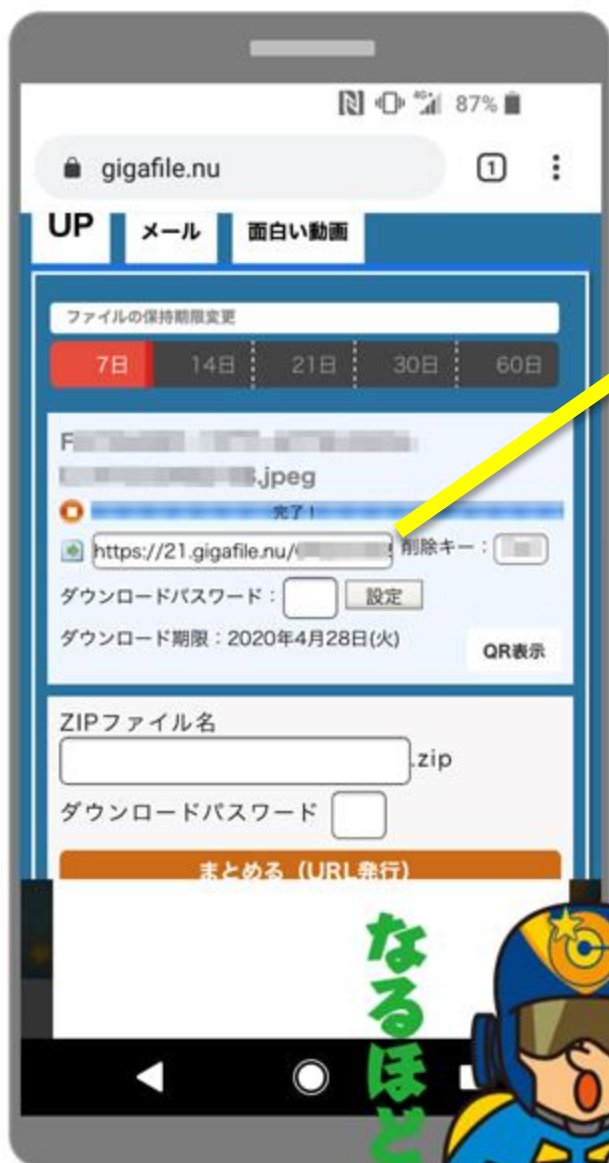 4G+ 87%
gigafile.nu 1
UP メール 面白い動画
ファイルの保持期限変更
7日 14日 21日 30日 60日
F
.jpeg
完了！
https://21.gigafile.nu/ 削除キー：
ダウンロードパスワード： 設定
ダウンロード期限：2020年4月28日(火)
QR表示
ZIPファイル名
.zip
ダウンロードパスワード
まとめる（URL発行）
なるほど